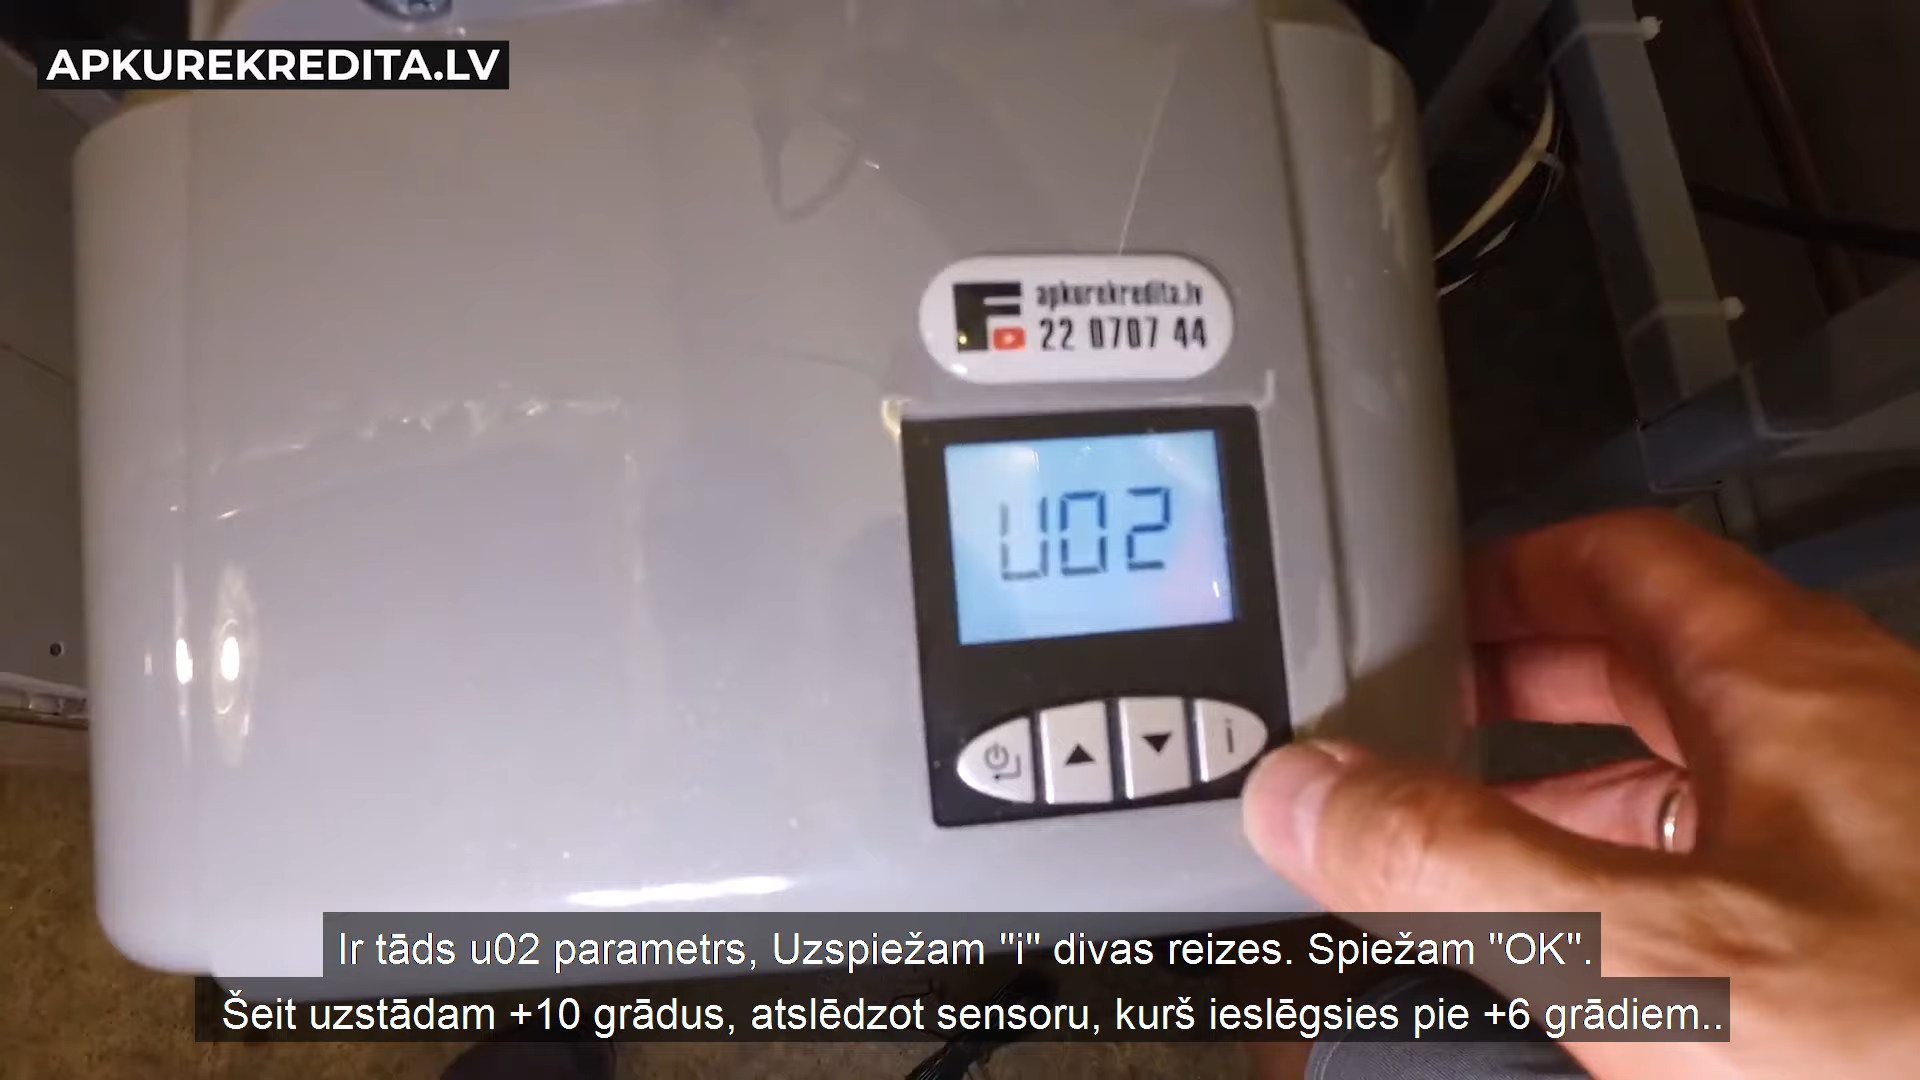 APKUREKREDITA.LV
apkurekredita.lv
22 0707 44
U02
i
Ir tāds u02 parametrs, Uzspiežam "i" divas reizes. Spiežam "OK".
Šeit uzstādam +10 grādus, atslēdzot sensoru, kurš ieslēgsies pie +6 grādiem..